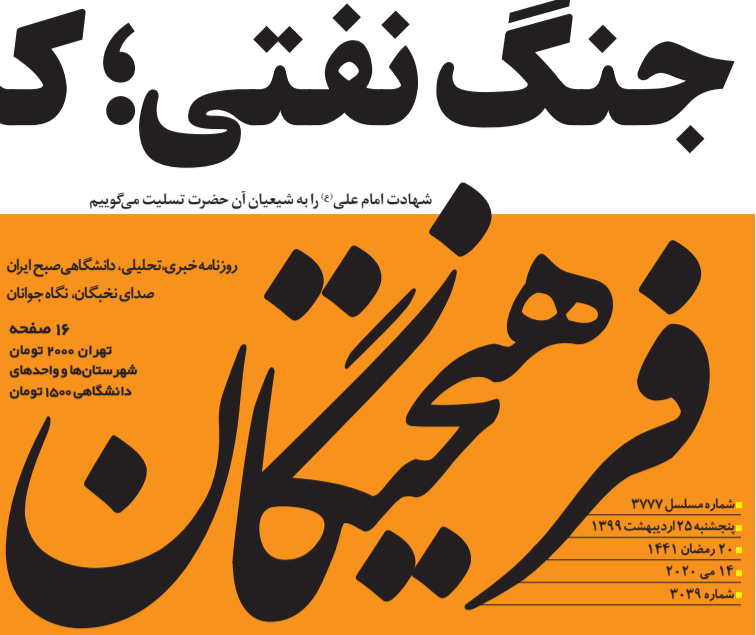 جنگ نفتی؛ ک
شهادت امام علی(ع) را به شیعیان آن حضرت تسلیت می‌گوییم
فرهیختگان
روزنامه خبری،تحلیلی، دانشگاهی صبح ایران
صدای نخبگان، نگاه جوانان
۱۶ صفحه
تهران ۲۰۰۰ تومان
شهرستان‌ها و واحدهای
دانشگاهی ۱۵۰۰ تومان
شماره مسلسل ۳۷۷۷
پنجشنبه ۲۵ اردیبهشت ۱۳۹۹
۲۰ رمضان ۱۴۴۱
۱۴ می ۲۰۲۰
شماره ۳۰۳۹